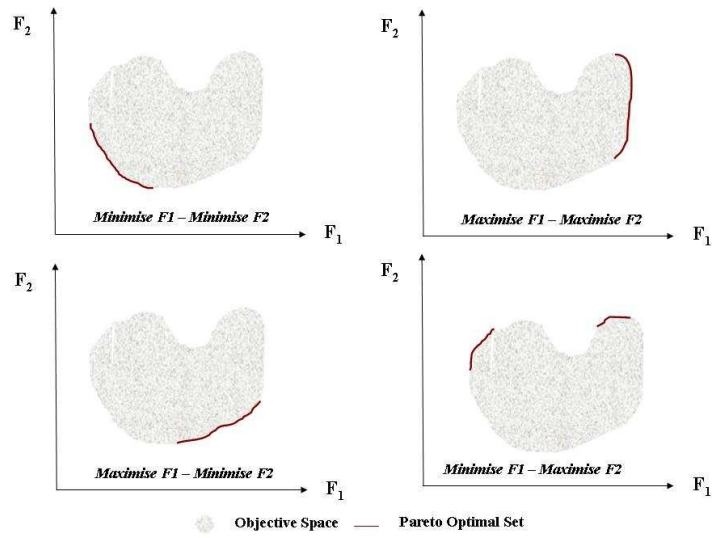 F2
Minimise F1 – Minimise F2
F1
F2
Maximise F1 – Maximise F2
F1
F2
Maximise F1 – Minimise F2
F1
F2
Minimise F1 – Maximise F2
F1
Objective Space
Pareto Optimal Set